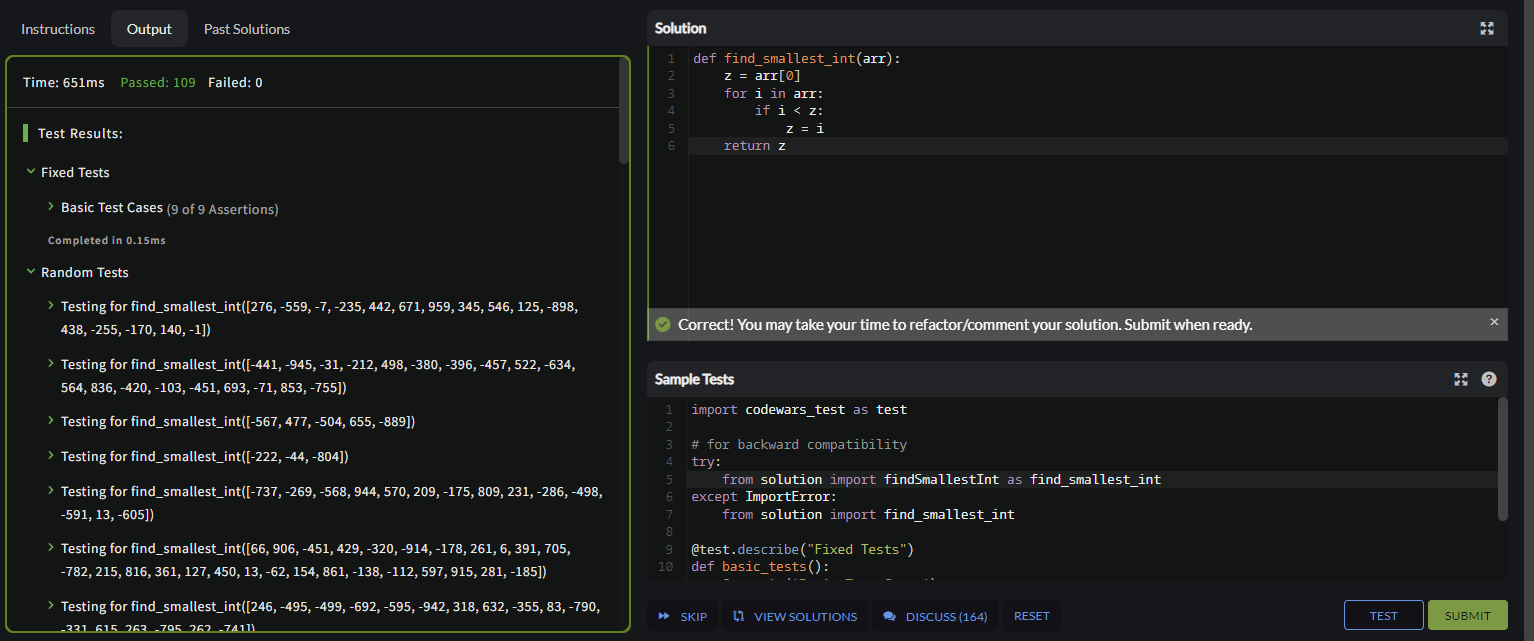 Instructions
Output
Past Solutions
Time: 651ms Passed: 109 Failed: 0
Test Results:
Fixed Tests
Basic Test Cases (9 of 9 Assertions)
Completed in 0.15ms
Random Tests
Testing for find_smallest_int([276, -559, -7, -235, 442, 671, 959, 345, 546, 125, -898,
438, -255, -170, 140, -1])
Testing for find_smallest_int([-441, -945, -31, -212, 498, -380, -396, -457, 522, -634,
564, 836, -420, -103, -451, 693, -71, 853, -755])
Testing for find_smallest_int([-567, 477, -504, 655, -889])
Testing for find_smallest_int([-222, -44, -804])
Testing for find_smallest_int([-737, -269, -568, 944, 570, 209, -175, 809, 231, -286, -498,
-591, 13, -605])
Testing for find_smallest_int([66, 906, -451, 429, -320, -914, -178, 261, 6, 391, 705,
-782, 215, 816, 361, 127, 450, 13, -62, 154, 861, -138, -112, 597, 915, 281, -185])
Testing for find_smallest_int([246, -495, -499, -692, -595, -942, 318, 632, -355, 83, -790,
-331, 615, 263, -795, 262, -741])
Solution
1 def find_smallest_int(arr):
2 z = arr[0]
3 for i in arr:
4 if i < z:
5 z = i
6 return z
Correct! You may take your time to refactor/comment your solution. Submit when ready.
Sample Tests
1 import codewars_test as test
2
3 # for backward compatibility
4 try:
5 from solution import findSmallestInt as find_smallest_int
6 except ImportError:
7 from solution import find_smallest_int
8
9 @test.describe("Fixed Tests")
10 def basic_tests():
SKIP
VIEW SOLUTIONS
DISCUSS (164)
RESET
TEST
SUBMIT